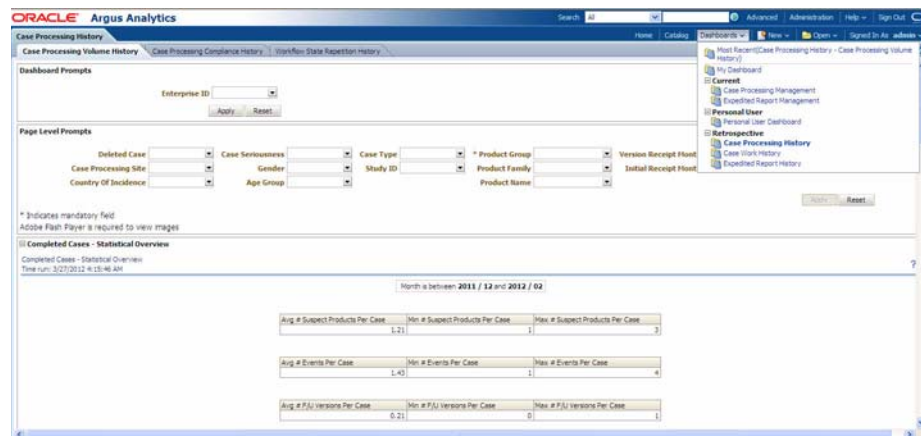 ORACLE Argus Analytics
Search All Advanced Administration Help Sign Out
Case Processing History
Home Catalog Dashboards New Open Signed In As admin
Case Processing Volume History Case Processing Compliance History Workflow State Repetition History
Most Recent(Case Processing History - Case Processing Volume History)
My Dashboard
Current
Case Processing Management
Expedited Report Management
Personal User
Personal User Dashboard
Retrospective
Case Processing History
Case Work History
Expedited Report History
Dashboard Prompts
Enterprise ID
Apply Reset
Page Level Prompts
Deleted Case Case Seriousness Case Type * Product Group Version Receipt Mont
Case Processing Site Gender Study ID Product Family Initial Receipt Mont
Country Of Incidence Age Group Product Name
Apply Reset
* Indicates mandatory field
Adobe Flash Player is required to view images
Completed Cases - Statistical Overview
Completed Cases - Statistical Overview
Time run: 3/27/2012 4:15:46 AM
?
Month is between 2011 / 12 and 2012 / 02
Avg # Suspect Products Per Case Min # Suspect Products Per Case Max # Suspect Products Per Case
1.21 1 3
Avg # Events Per Case Min # Events Per Case Max # Events Per Case
1.43 1 4
Avg # F/U Versions Per Case Min # F/U Versions Per Case Max # F/U Versions Per Case
0.21 0 1